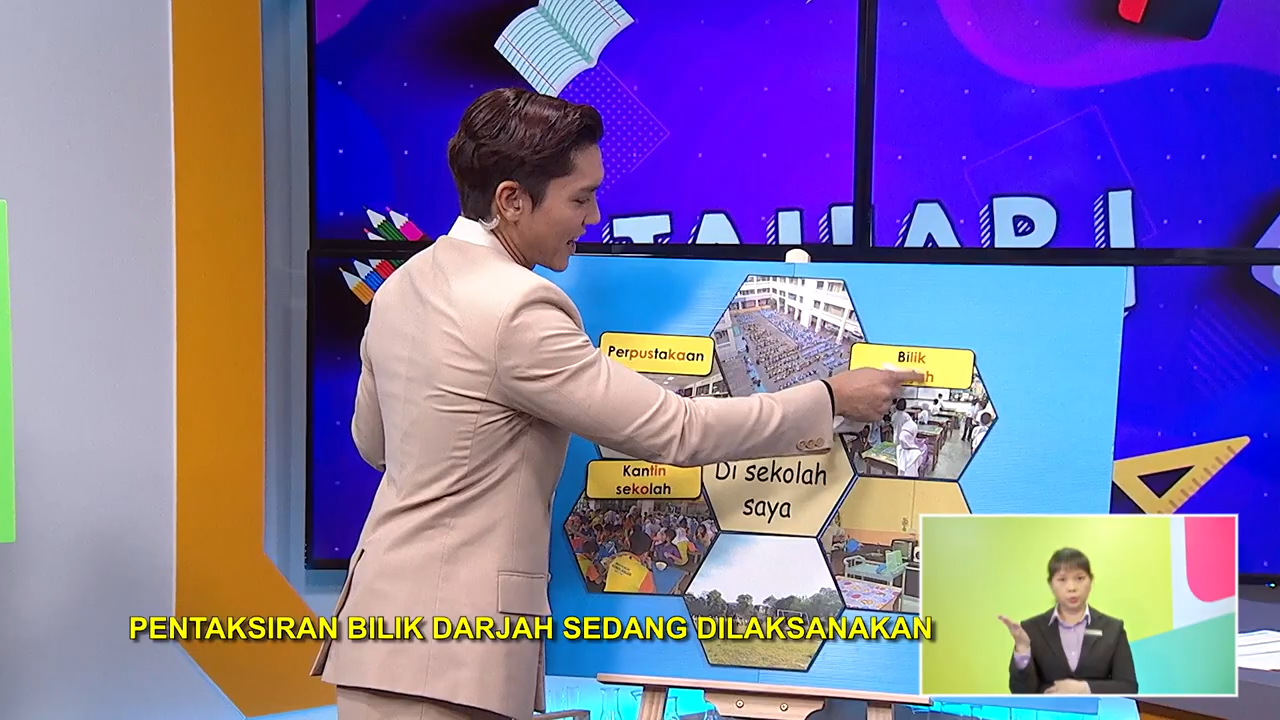 Perpustakaan
Bilik
Kantin
sekolah
Di sekolah
saya
PENTAKSIRAN BILIK DARJAH SEDANG DILAKSANAKAN